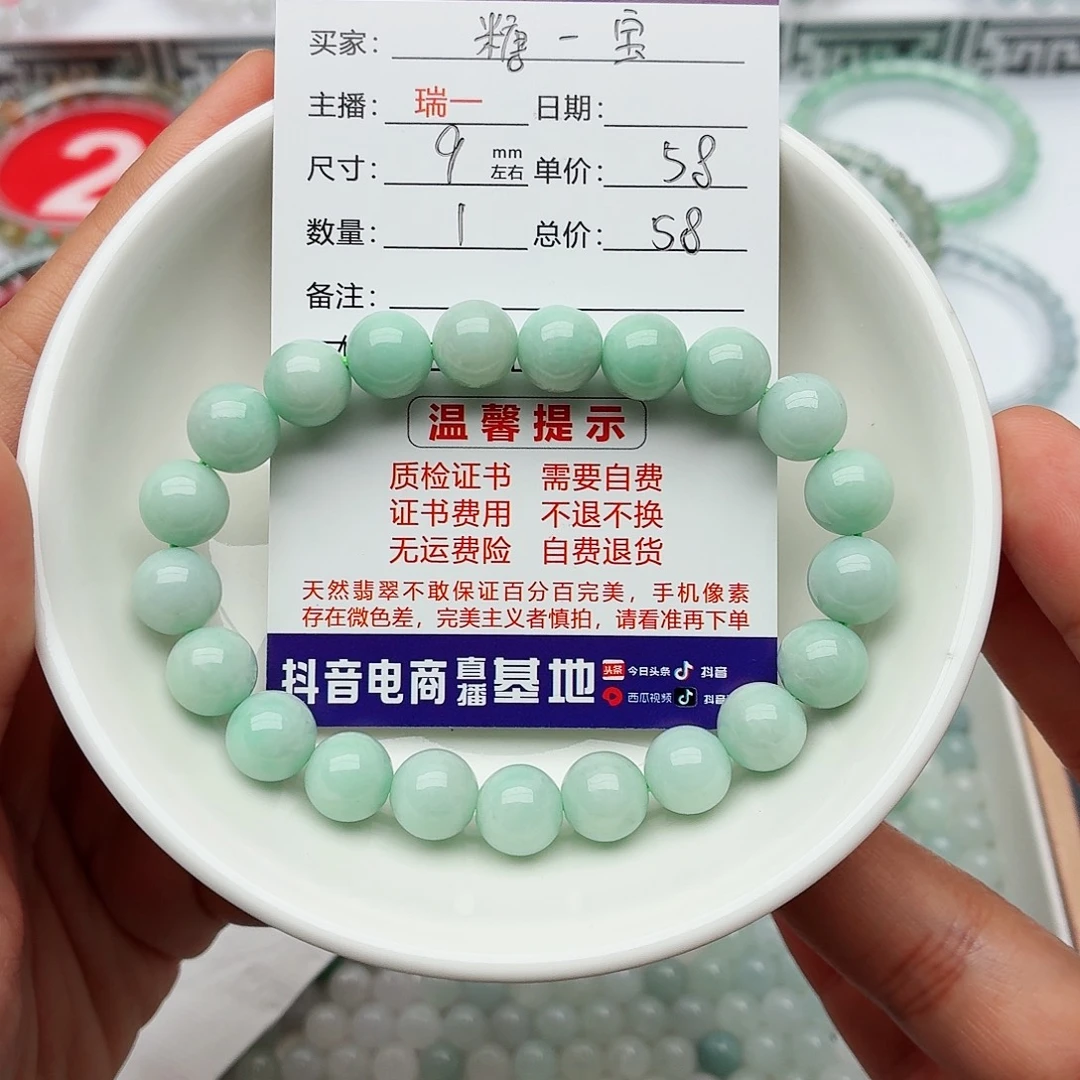 买家: 糖一宝
主播: 瑞一 日期:
尺寸: 9 mm 左右 单价: 58
数量: 1 总价: 58
备注:
温馨提示
质检证书 需要自费
证书费用 不退不换
无运费险 自费退货
天然翡翠不敢保证百分百完美，手机像素
存在微色差，完美主义者慎拍，请看准再下单
抖音电商 直播 基地 头条 今日头条 抖音
西瓜视频 抖音
2